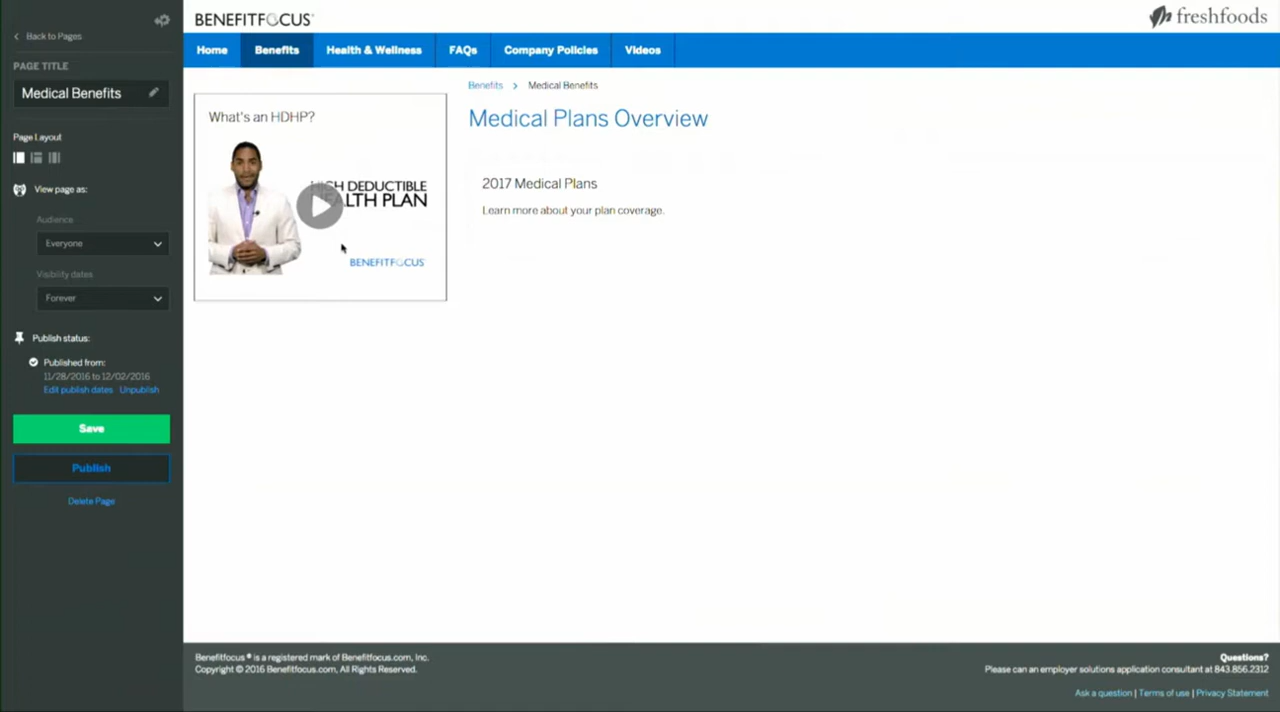 Back to Pages
PAGE TITLE
Medical Benefits
Page Layout
View page as:
Audience
Everyone
Visibility dates
Forever
Publish status:
Published from:
11/28/2016 to 12/02/2016
Edit publish dates Unpublish
Save
Publish
Delete Page
BENEFITFOCUS®
freshfoods
Home Benefits Health & Wellness FAQs Company Policies Videos
What's an HDHP?
HIGH DEDUCTIBLE
HEALTH PLAN
BENEFITFOCUS®
Benefits > Medical Benefits
Medical Plans Overview
2017 Medical Plans
Learn more about your plan coverage.
Benefitfocus ® is a registered mark of Benefitfocus.com, Inc.
Copyright © 2016 Benefitfocus.com, All Rights Reserved.
Questions?
Please can an employer solutions application consultant at 843.856.2312
Ask a question | Terms of use | Privacy Statement